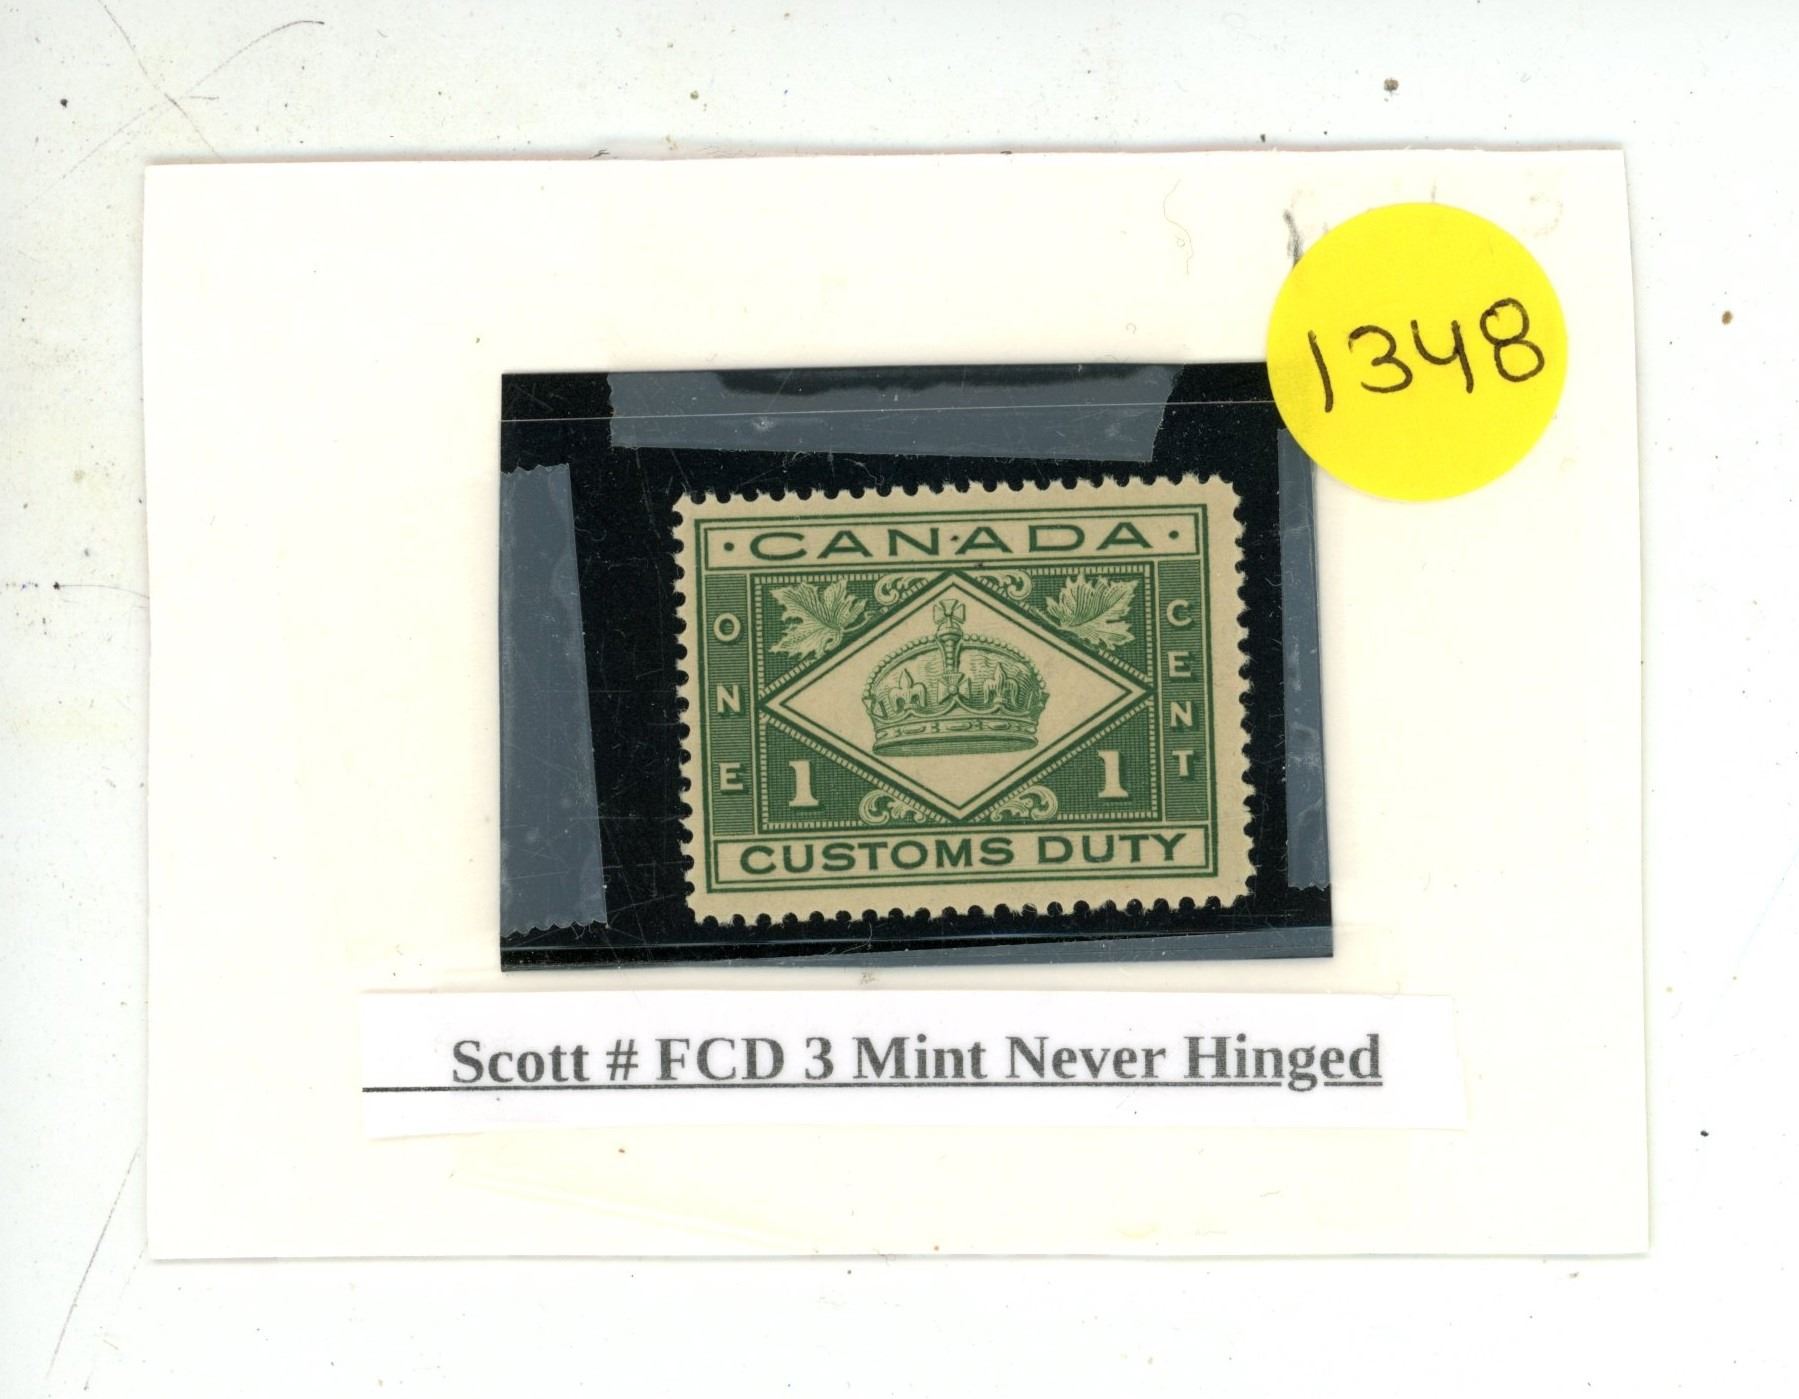 1348
·CANADA·
ONE
CENT
1 1
CUSTOMS DUTY
Scott # FCD 3 Mint Never Hinged